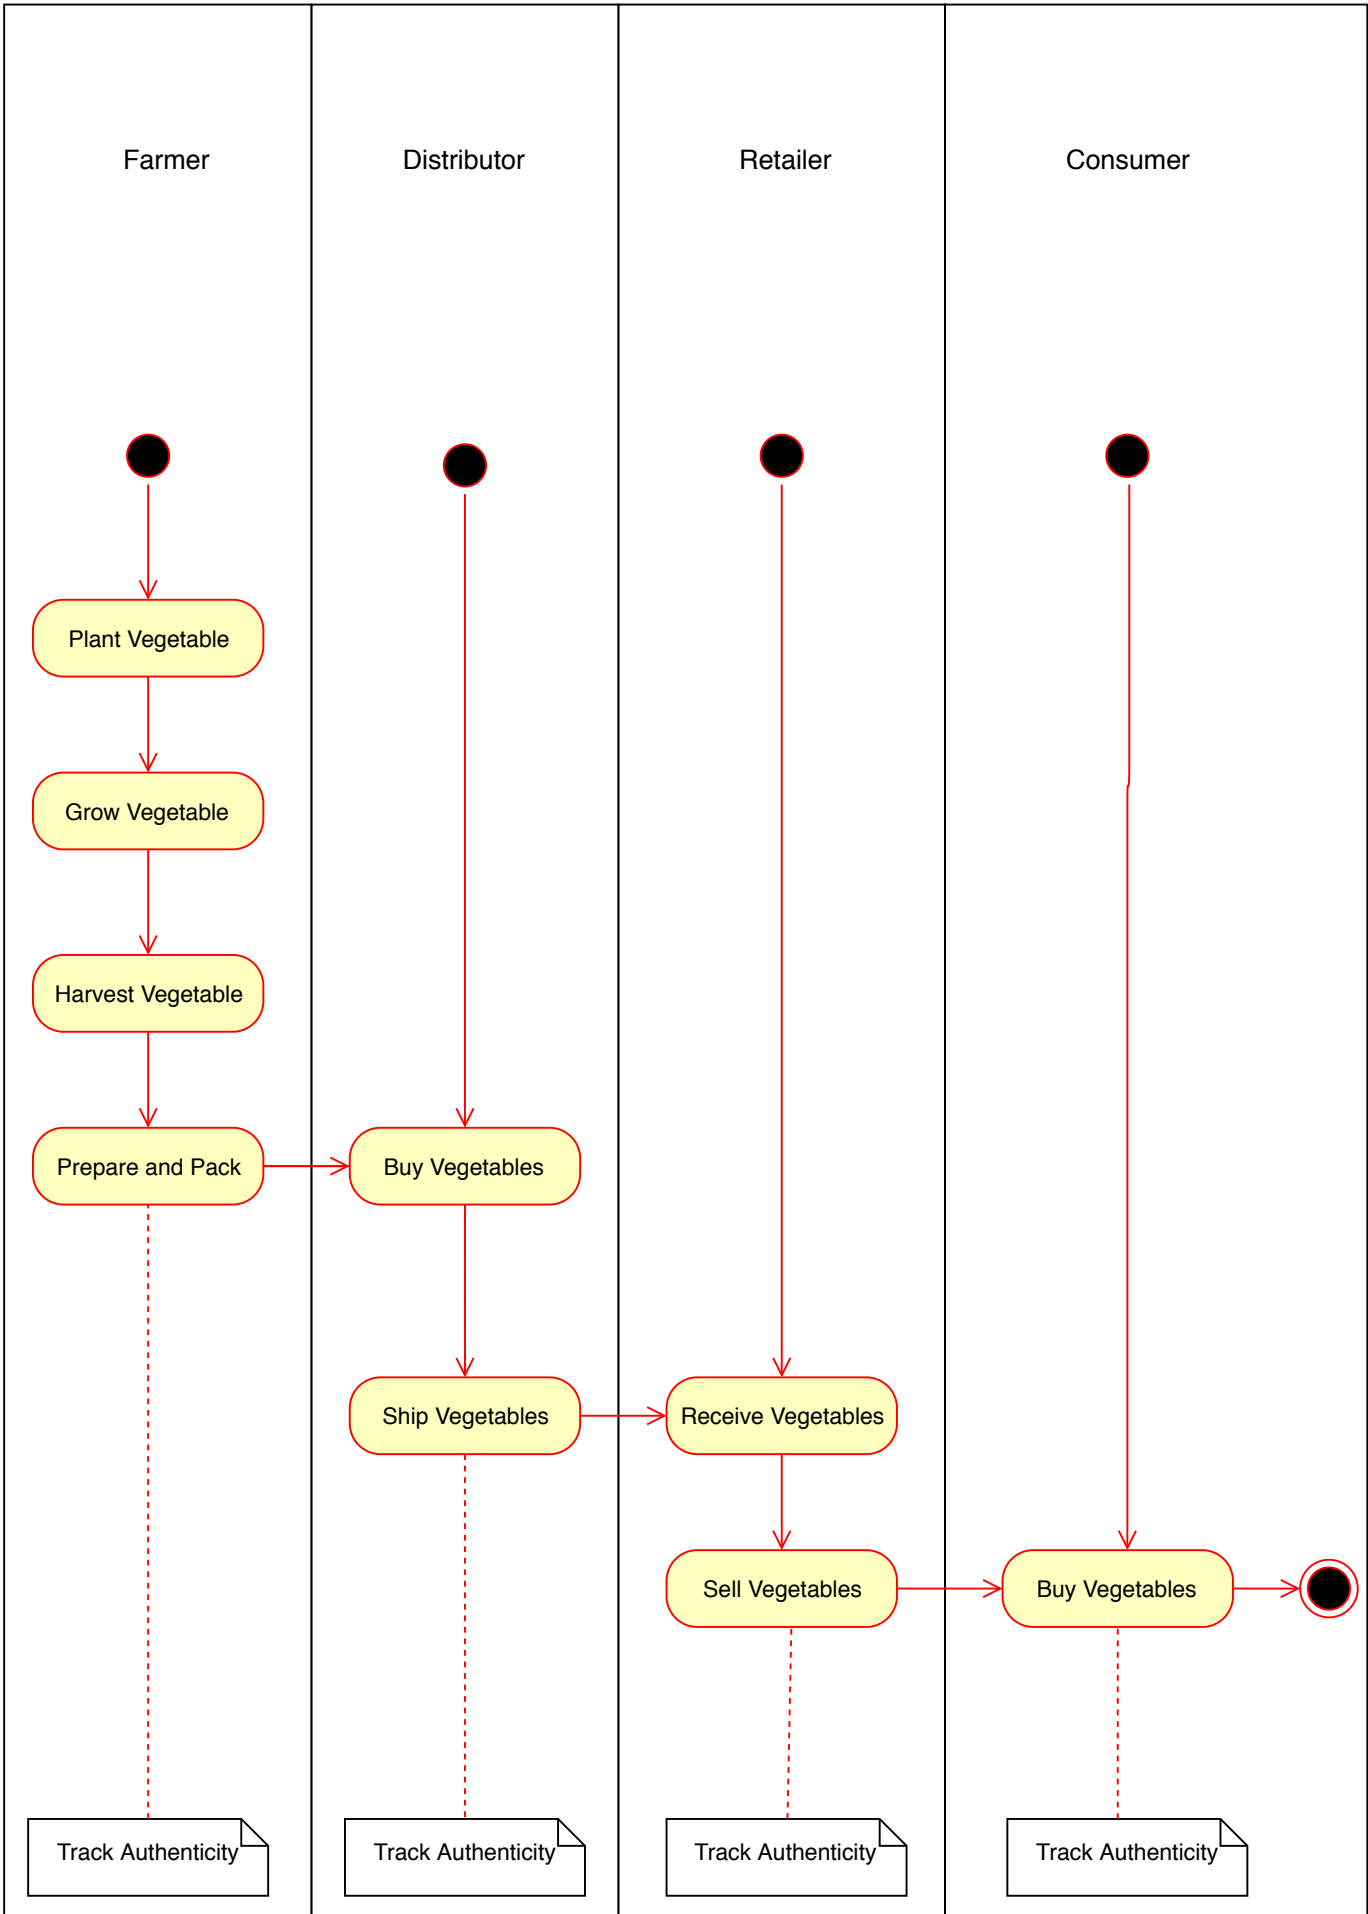 Farmer
Distributor
Retailer
Consumer
Plant Vegetable
Grow Vegetable
Harvest Vegetable
Prepare and Pack
Buy Vegetables
Ship Vegetables
Receive Vegetables
Sell Vegetables
Buy Vegetables
Track Authenticity
Track Authenticity
Track Authenticity
Track Authenticity